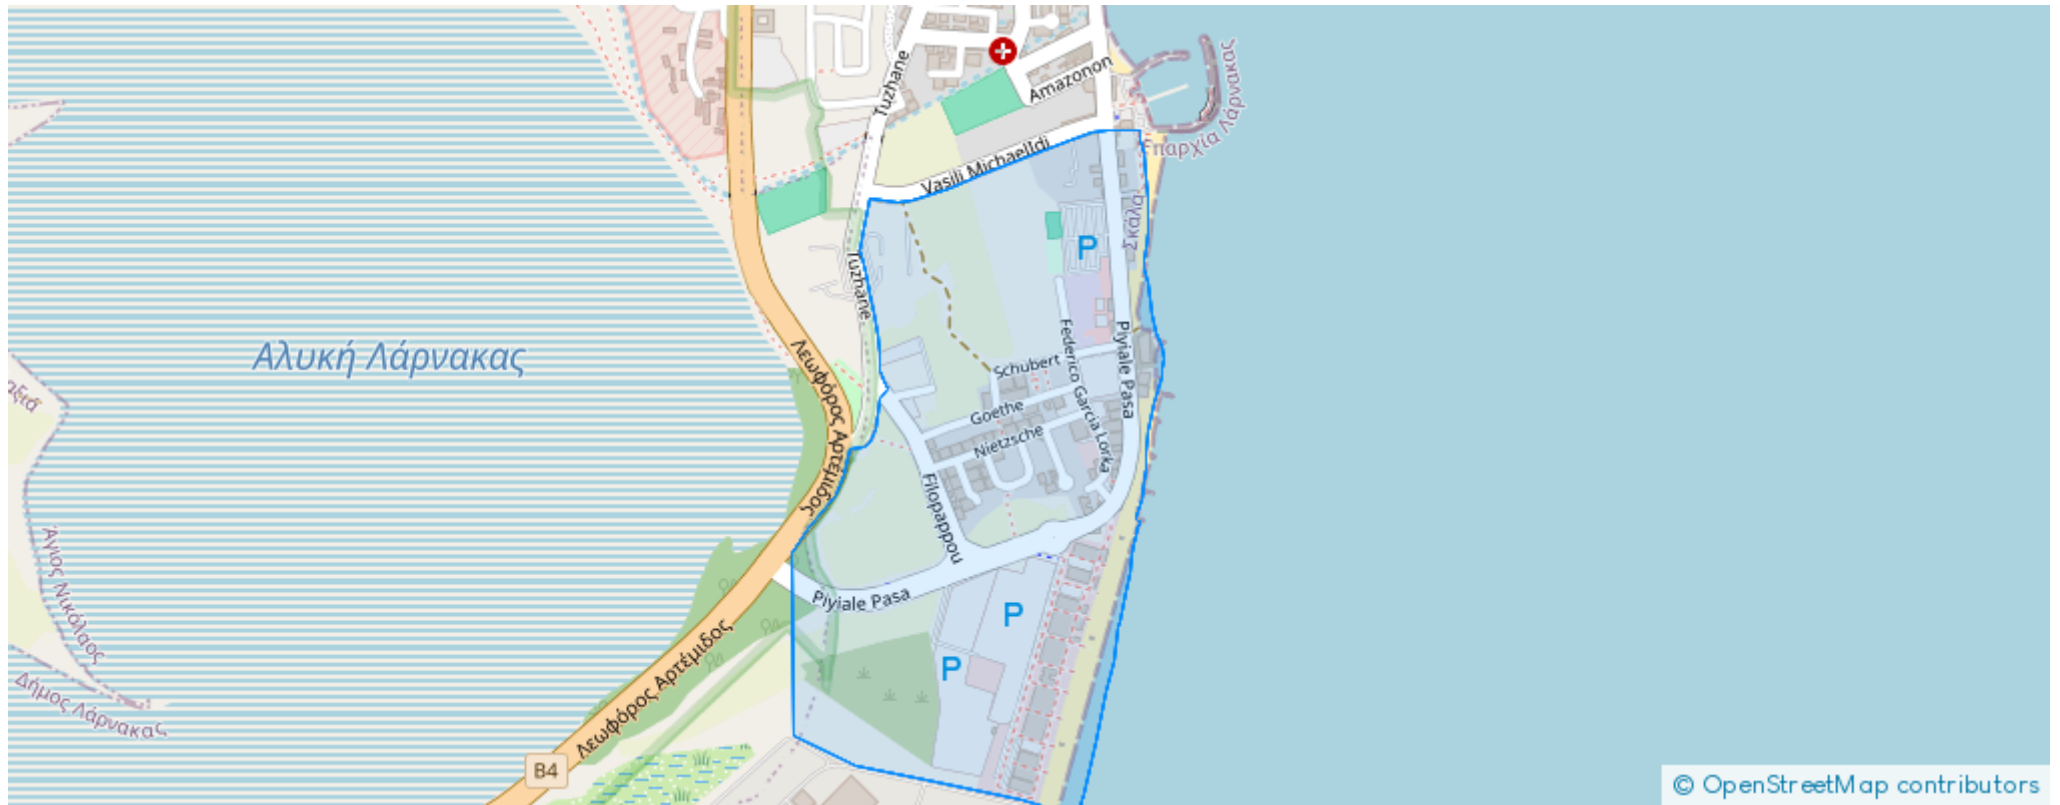 Tuzhane
Amazonon
Επαρχία Λάρνακας
Vasili MichaelIdi
Σκάλα
P
Tuzhane
Αλυκή Λάρνακας
Λεωφόρος Αρτέμιδος
Federico Garcia Lorka
Piyiale Pasa
Schubert
Goethe
Nietzsche
Filopappou
Άγιος Νικόλαος
Piyiale Pasa
P
P
Λεωφόρος Αρτέμιδος
Δήμος Λάρνακας
B4
© OpenStreetMap contributors